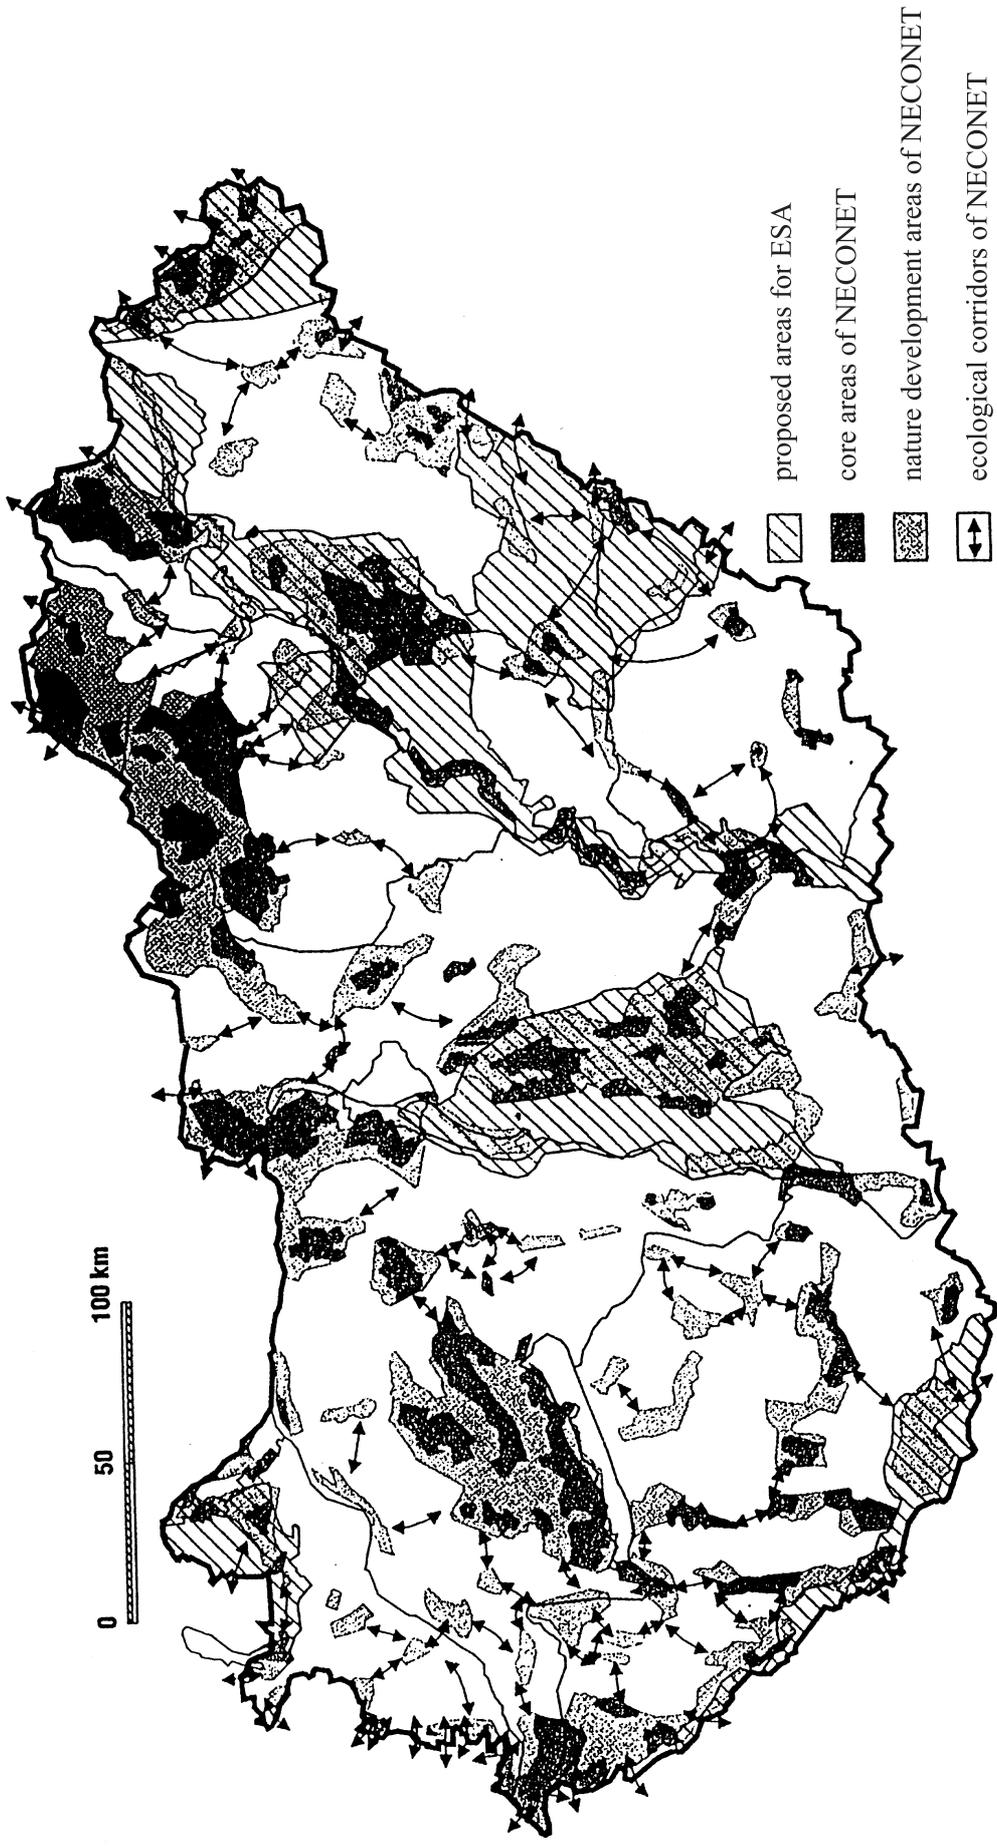 0 50 100 km
proposed areas for ESA
core areas of NECONET
nature development areas of NECONET
ecological corridors of NECONET